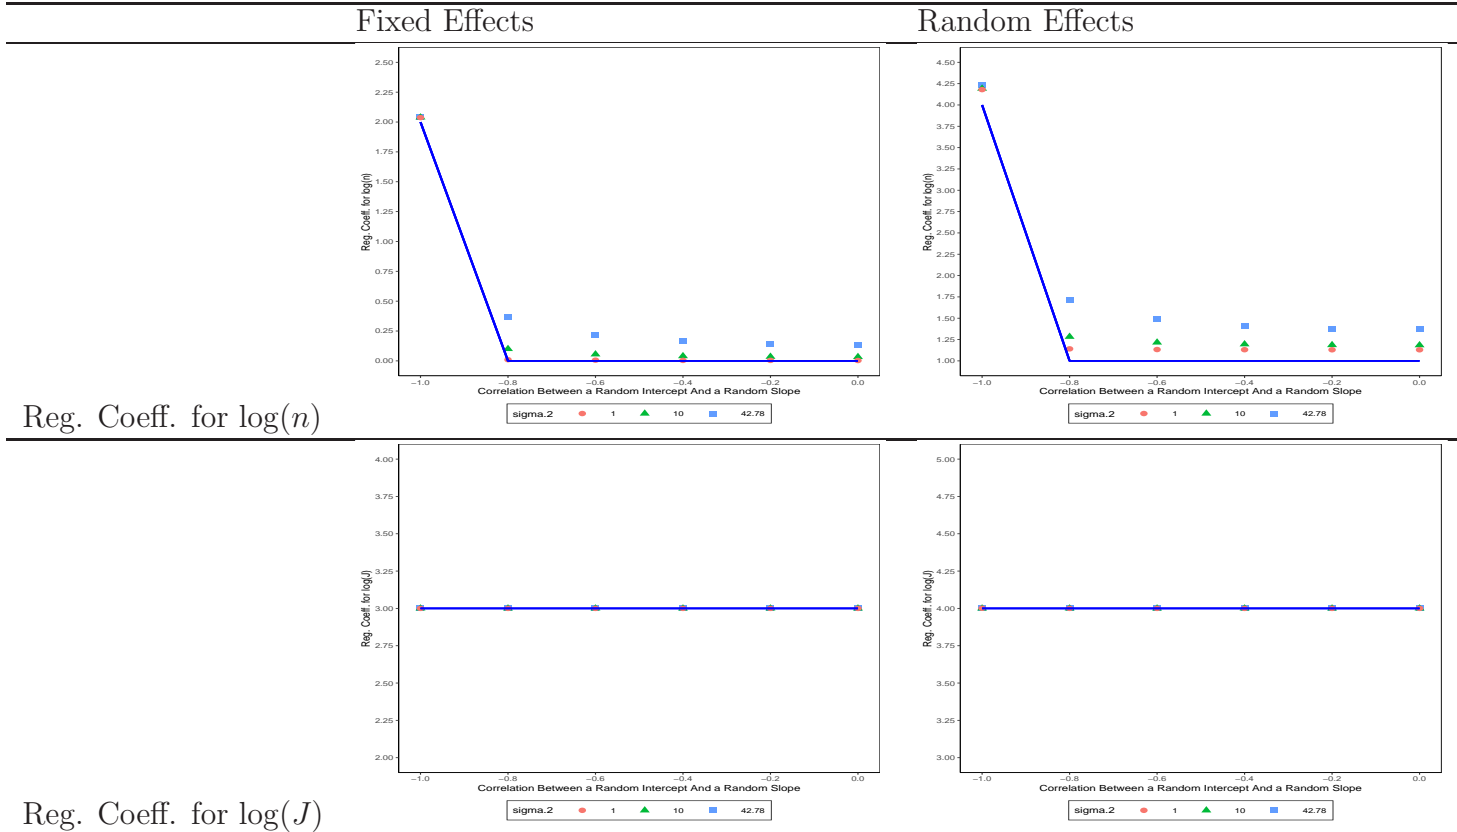 Fixed Effects Random Effects
2.50
2.25
2.00
1.75
1.50
1.25
1.00
0.75
0.50
0.25
0.00
Reg. Coeff. for log(n)
−1.0 −0.8 −0.6 −0.4 −0.2 0.0
Correlation Between a Random Intercept And a Random Slope
sigma.2 1 10 42.78
4.50
4.25
4.00
3.75
3.50
3.25
3.00
2.75
2.50
2.25
2.00
1.75
1.50
1.25
1.00
Reg. Coeff. for log(n)
−1.0 −0.8 −0.6 −0.4 −0.2 0.0
Correlation Between a Random Intercept And a Random Slope
sigma.2 1 10 42.78
Reg. Coeff. for log(n)
4.00
3.75
3.50
3.25
3.00
2.75
2.50
2.25
2.00
Reg. Coeff. for log(J)
−1.0 −0.8 −0.6 −0.4 −0.2 0.0
Correlation Between a Random Intercept And a Random Slope
sigma.2 1 10 42.78
5.00
4.75
4.50
4.25
4.00
3.75
3.50
3.25
3.00
Reg. Coeff. for log(J)
−1.0 −0.8 −0.6 −0.4 −0.2 0.0
Correlation Between a Random Intercept And a Random Slope
sigma.2 1 10 42.78
Reg. Coeff. for log(J)